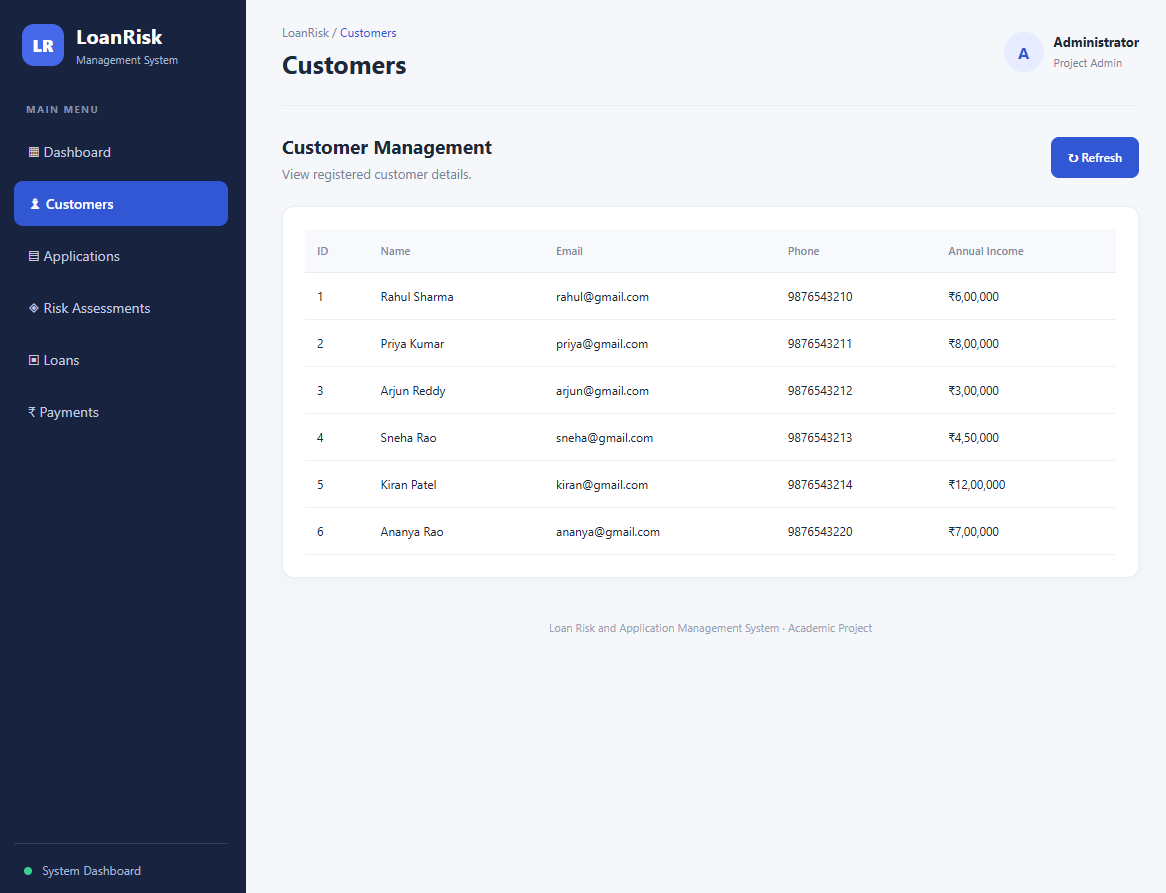 LR
LoanRisk
Management System
MAIN MENU
Dashboard
Customers
Applications
Risk Assessments
Loans
₹ Payments
System Dashboard
LoanRisk / Customers
Customers
A
Administrator
Project Admin
Customer Management
View registered customer details.
↻ Refresh
ID Name Email Phone Annual Income
1 Rahul Sharma rahul@gmail.com 9876543210 ₹6,00,000
2 Priya Kumar priya@gmail.com 9876543211 ₹8,00,000
3 Arjun Reddy arjun@gmail.com 9876543212 ₹3,00,000
4 Sneha Rao sneha@gmail.com 9876543213 ₹4,50,000
5 Kiran Patel kiran@gmail.com 9876543214 ₹12,00,000
6 Ananya Rao ananya@gmail.com 9876543220 ₹7,00,000
Loan Risk and Application Management System · Academic Project